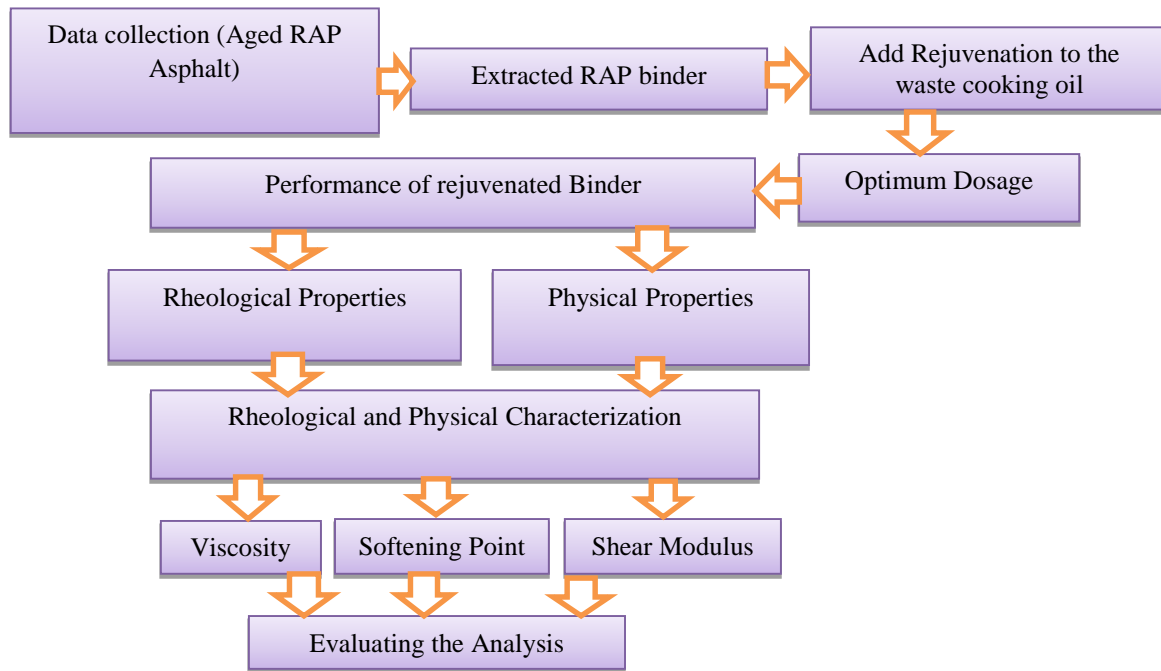 Data collection (Aged RAP
Asphalt)
Extracted RAP binder
Add Rejuvenation to the
waste cooking oil
Optimum Dosage
Performance of rejuvenated Binder
Rheological Properties
Physical Properties
Rheological and Physical Characterization
Viscosity
Softening Point
Shear Modulus
Evaluating the Analysis